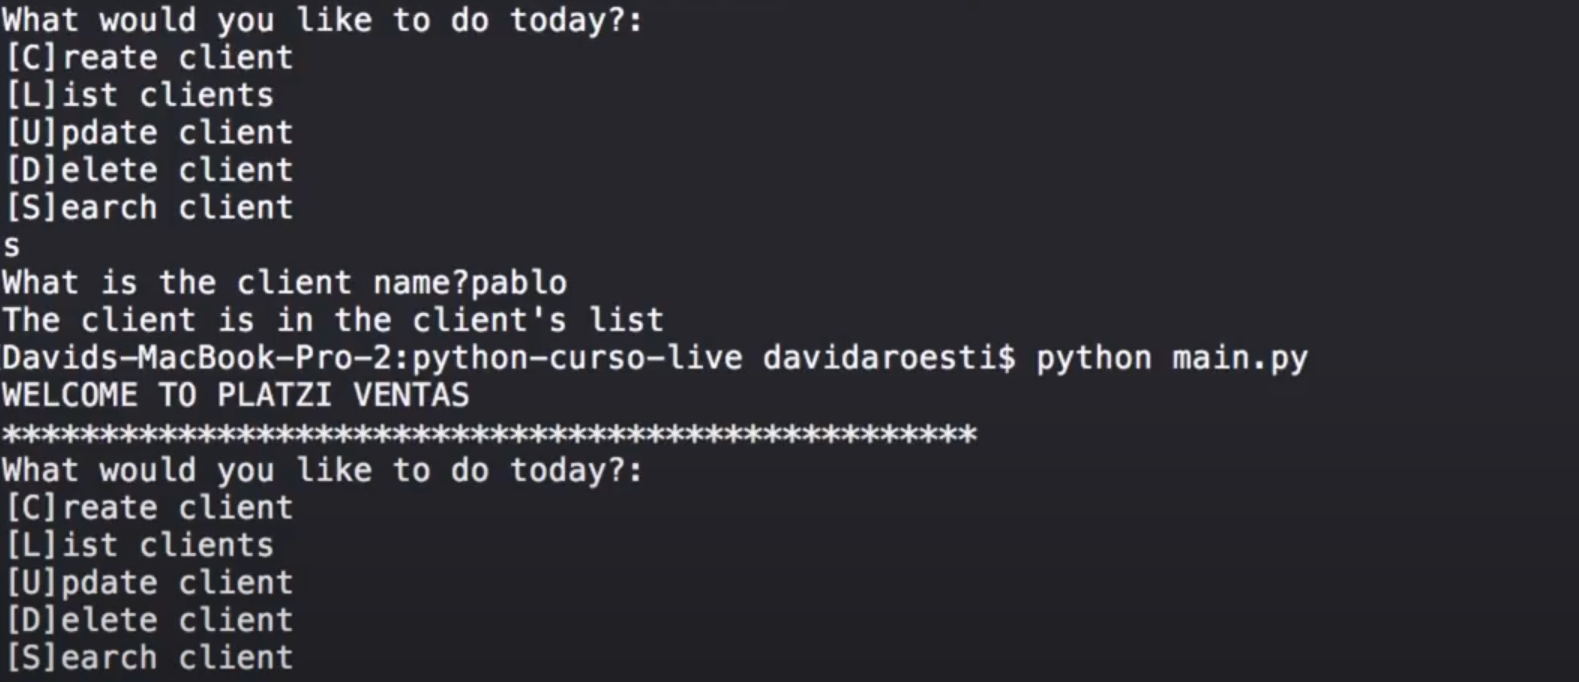 What would you like to do today?:
[C]reate client
[L]ist clients
[U]pdate client
[D]elete client
[S]earch client
s
What is the client name?pablo
The client is in the client's list
Davids-MacBook-Pro-2:python-curso-live davidaroesti$ python main.py
WELCOME TO PLATZI VENTAS
**************************************************
What would you like to do today?:
[C]reate client
[L]ist clients
[U]pdate client
[D]elete client
[S]earch client